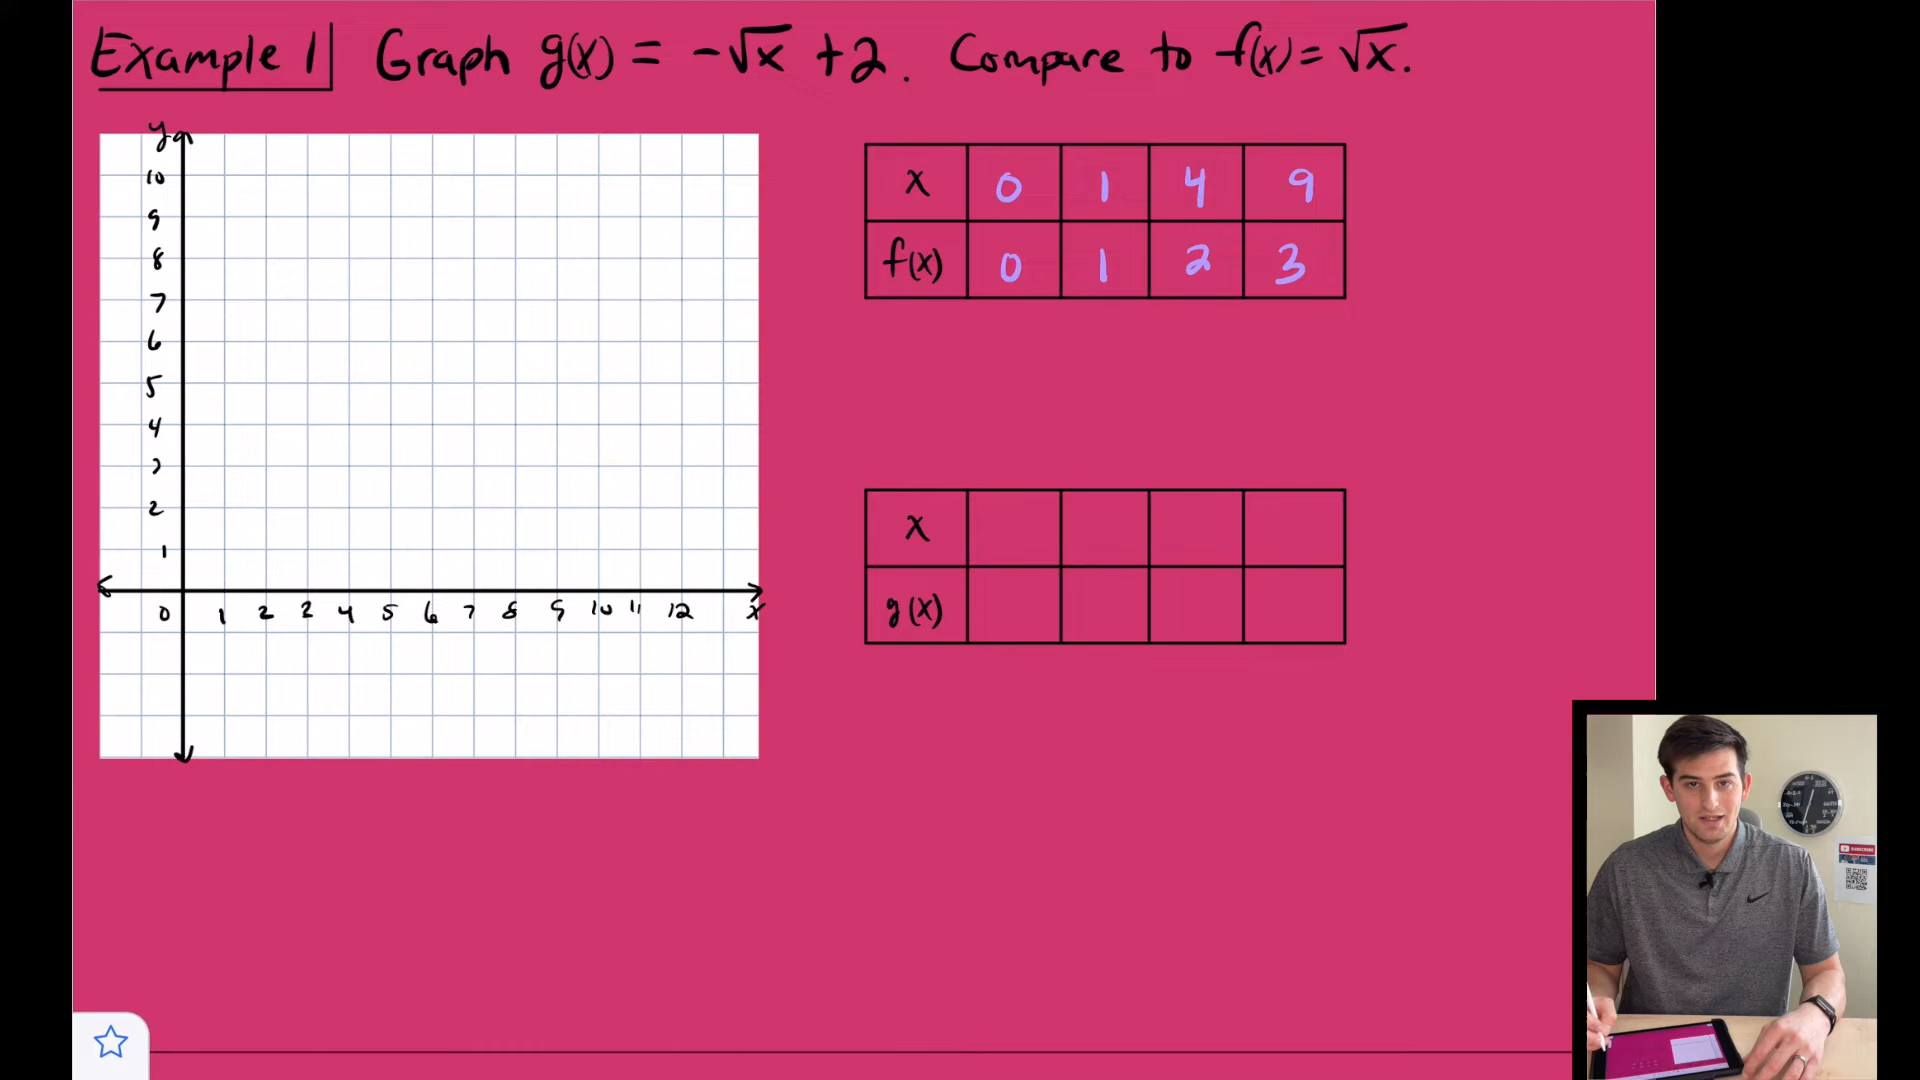 Example 1 Graph g(x) = -√x + 2. Compare to f(x) = √x.
y
10
9
8
7
6
5
4
3
2
1
0 1 2 3 4 5 6 7 8 9 10 11 12 x
x 0 1 4 9
f(x) 0 1 2 3
x
g(x)
SUBSCRIBE